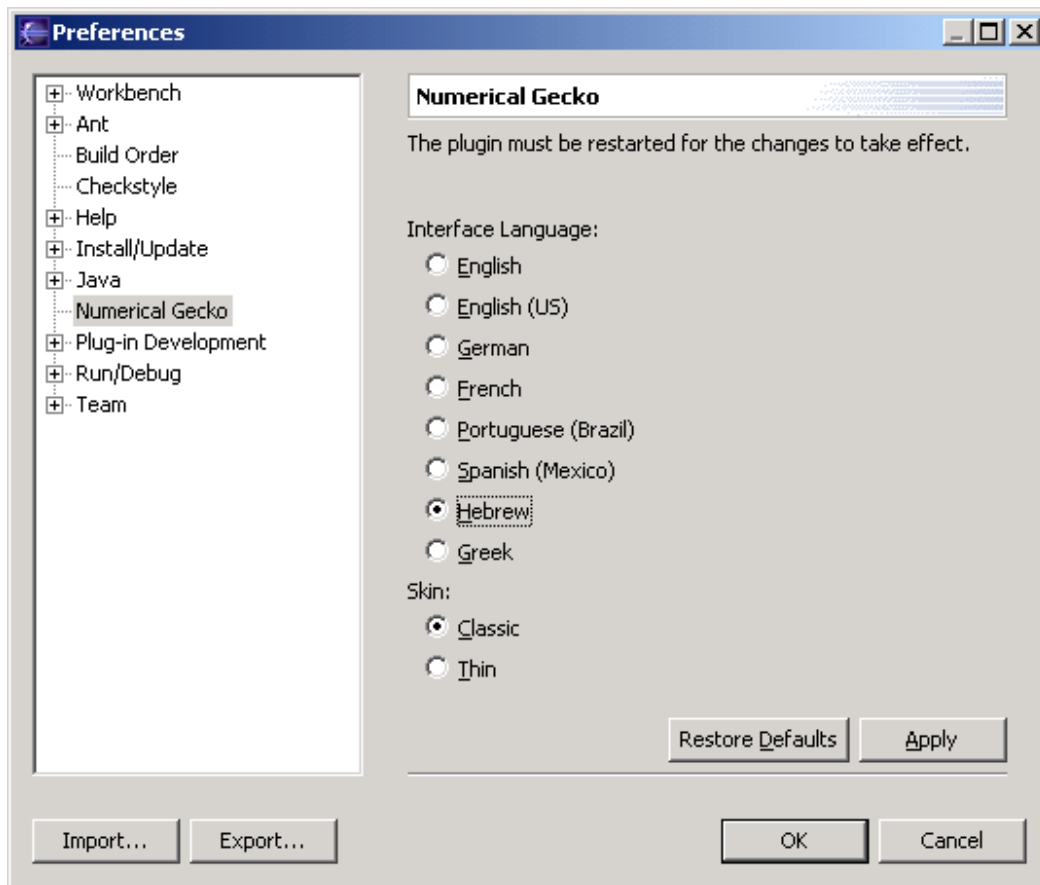 Preferences
Workbench
Ant
Build Order
Checkstyle
Help
Install/Update
Java
Numerical Gecko
Plug-in Development
Run/Debug
Team
Numerical Gecko
The plugin must be restarted for the changes to take effect.
Interface Language:
English
English (US)
German
French
Portuguese (Brazil)
Spanish (Mexico)
Hebrew
Greek
Skin:
Classic
Thin
Restore Defaults
Apply
Import...
Export...
OK
Cancel